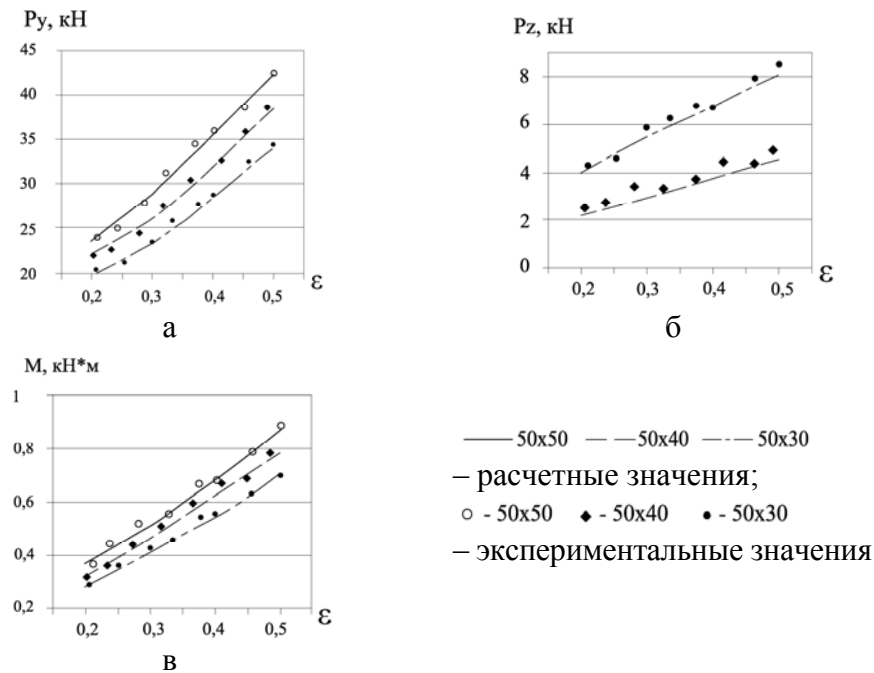 Py, кН
45
40
35
30
25
20
0,2 0,3 0,4 0,5 ε
а
Pz, кН
8
6
4
2
0
0,2 0,3 0,4 0,5 ε
б
М, кН*м
1
0,8
0,6
0,4
0,2
0,2 0,3 0,4 0,5 ε
в
50х50 50х40 50х30
– расчетные значения;
- 50х50 - 50х40 - 50х30
– экспериментальные значения